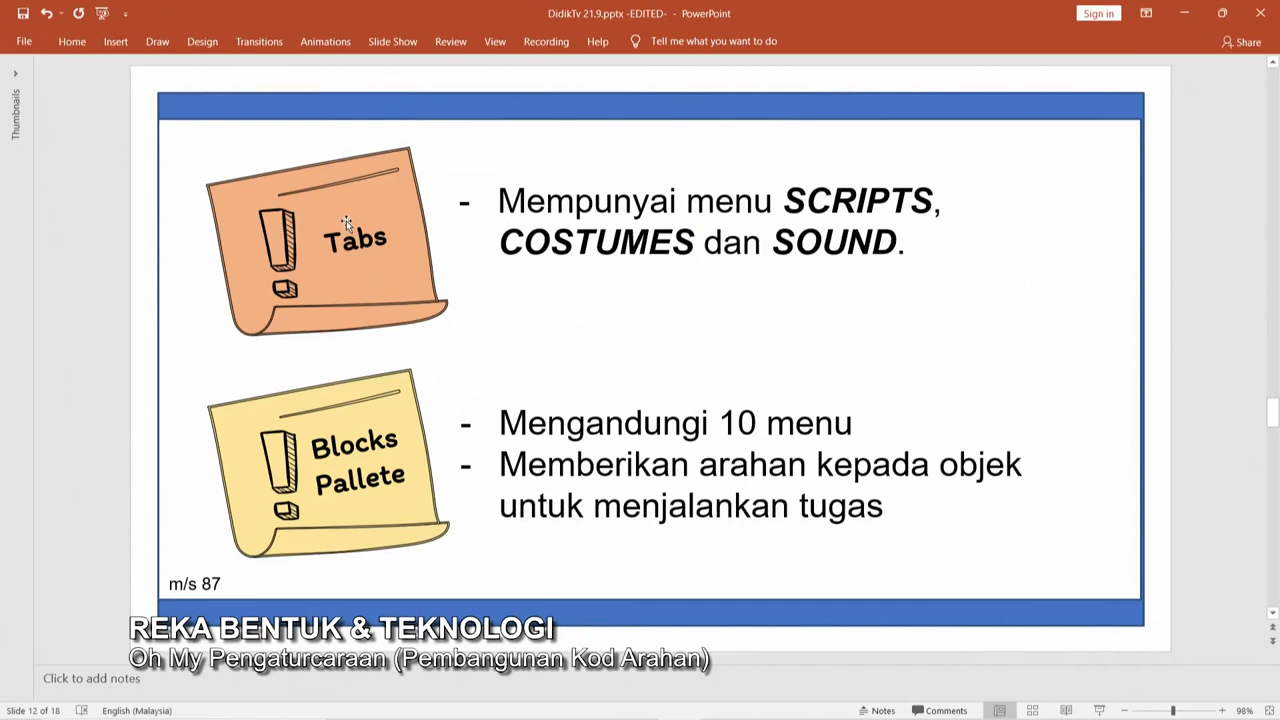 DidikTv 21.9.pptx -EDITED- - PowerPoint
Sign in
File Home Insert Draw Design Transitions Animations Slide Show Review View Recording Help Tell me what you want to do
Share
Thumbnails
Tabs
- Mempunyai menu SCRIPTS,
COSTUMES dan SOUND.
Blocks
Pallete
- Mengandungi 10 menu
- Memberikan arahan kepada objek
untuk menjalankan tugas
m/s 87
REKA BENTUK & TEKNOLOGI
Oh My Pengaturcaraan (Pembangunan Kod Arahan)
Click to add notes
Slide 12 of 18 English (Malaysia) Notes Comments 98%